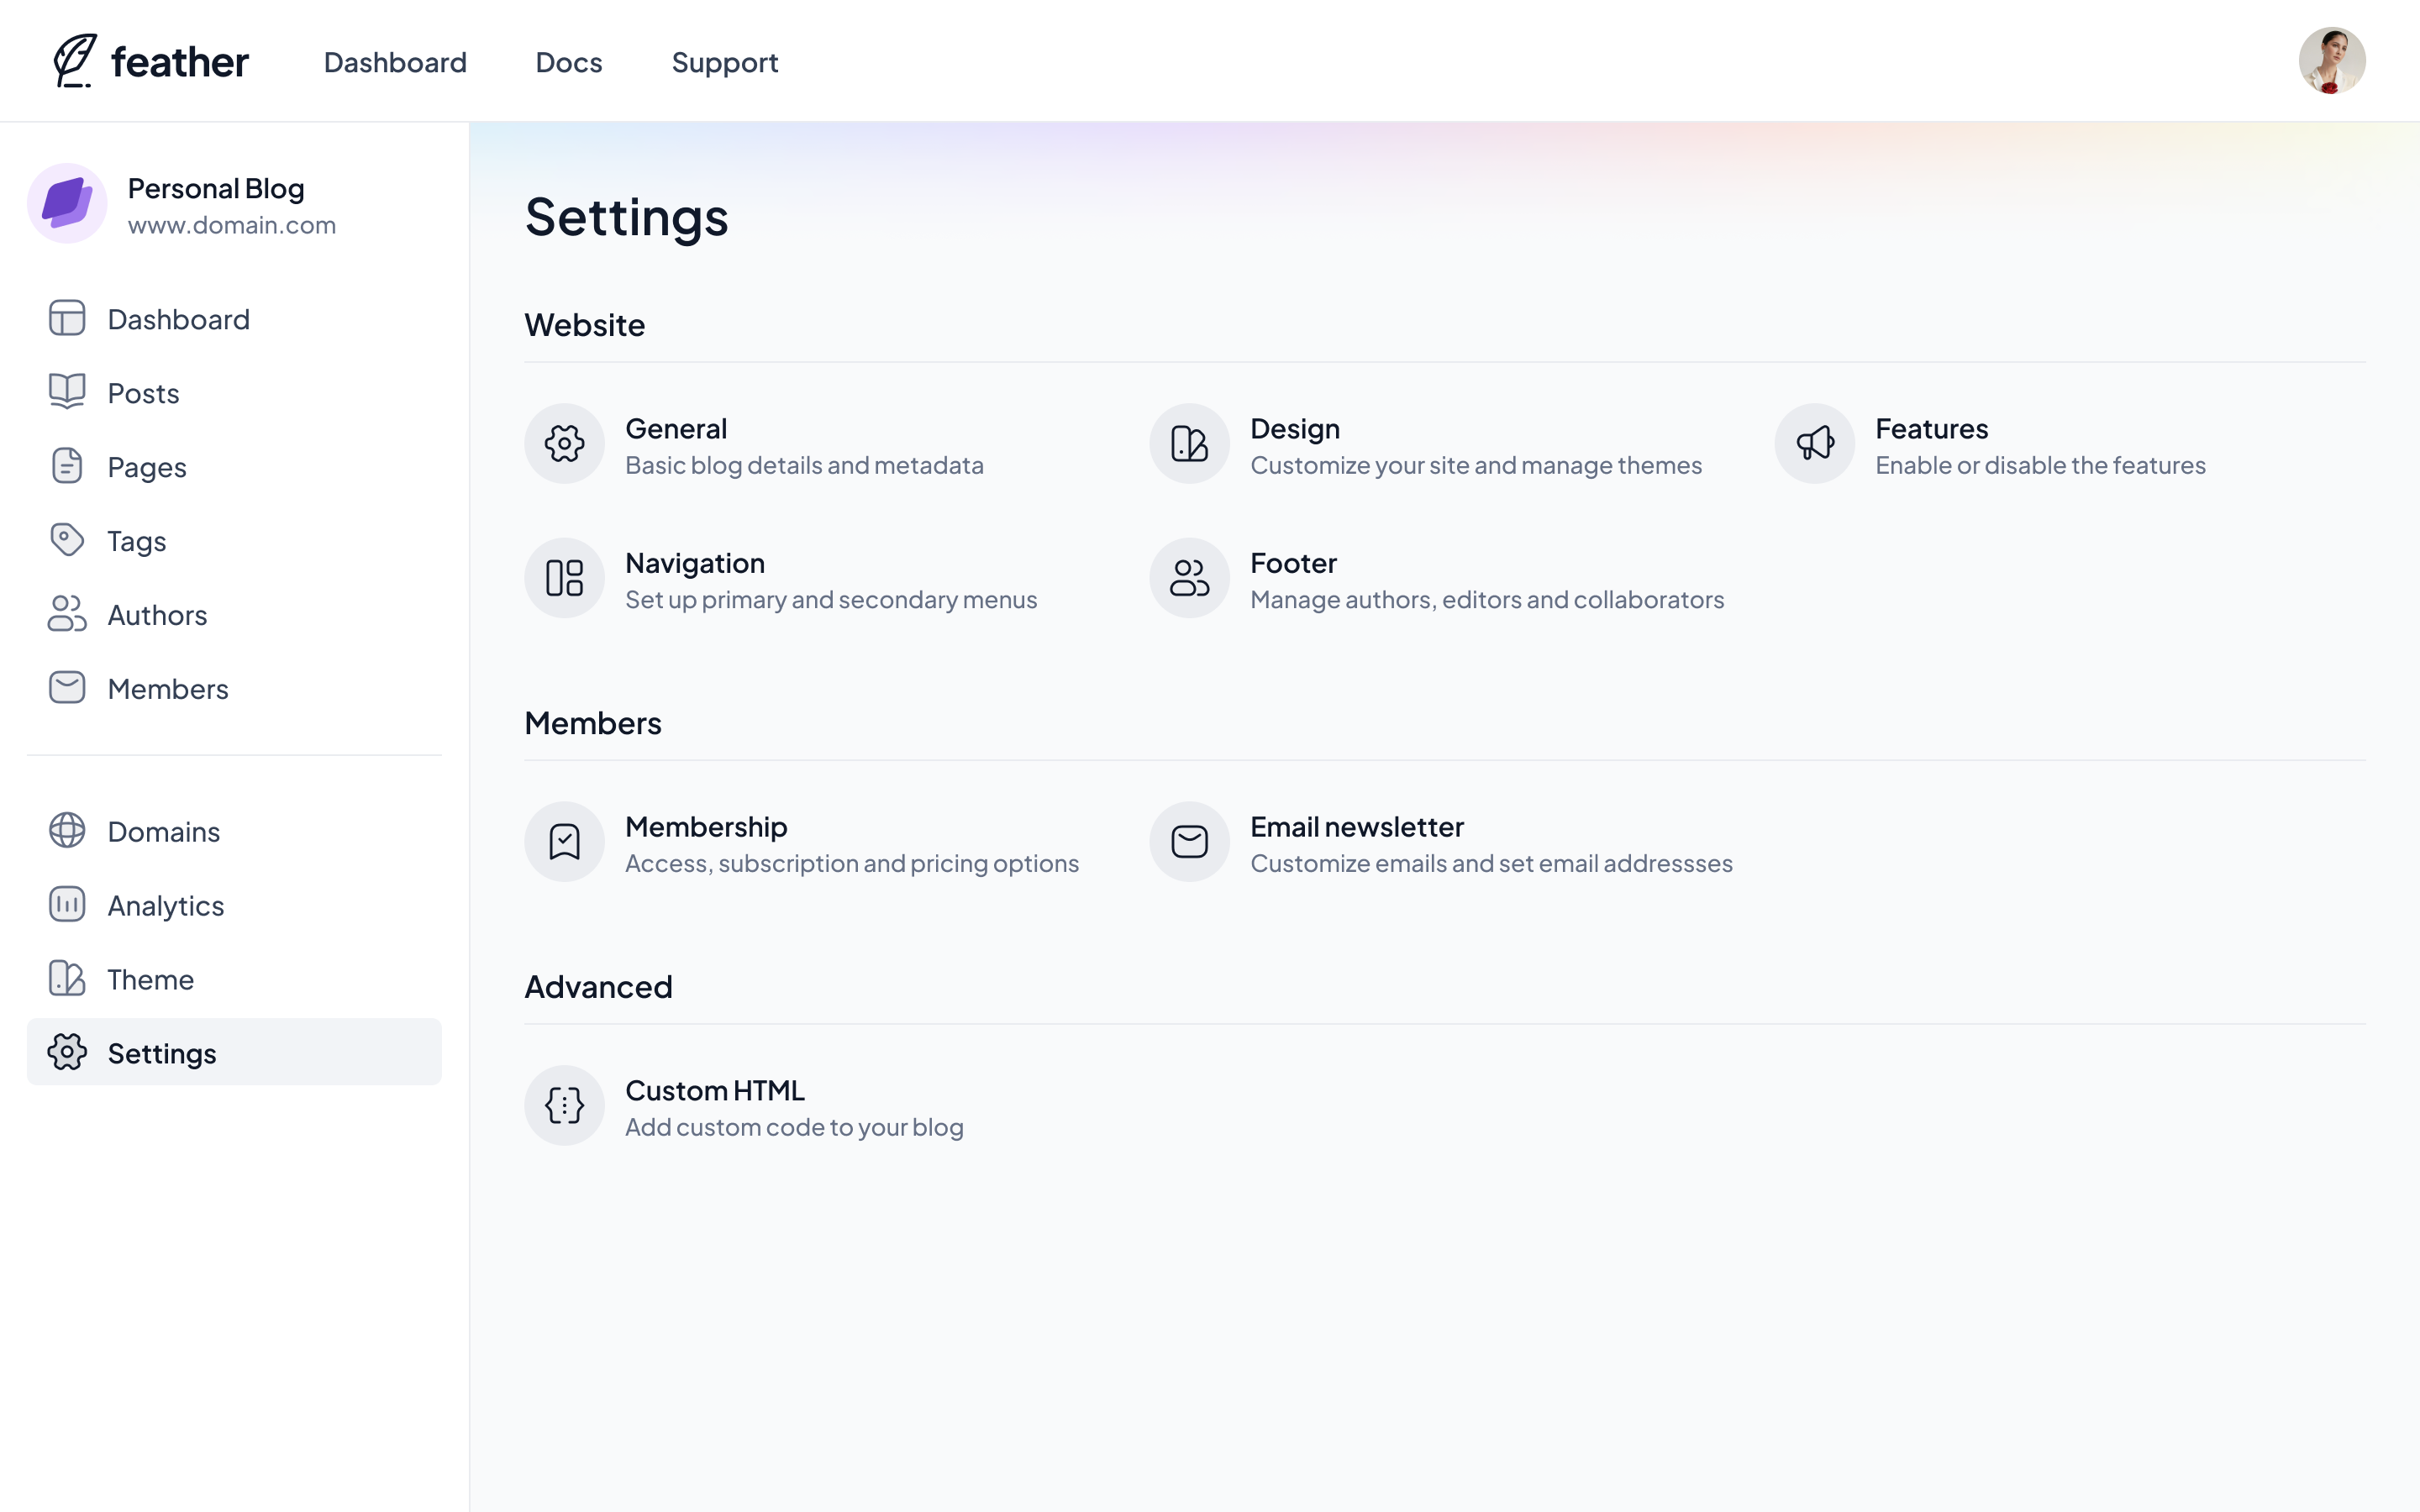 feather
Dashboard
Docs
Support
Personal Blog
www.domain.com
Dashboard
Posts
Pages
Tags
Authors
Members
Domains
Analytics
Theme
Settings
Settings
Website
General
Basic blog details and metadata
Design
Customize your site and manage themes
Features
Enable or disable the features
Navigation
Set up primary and secondary menus
Footer
Manage authors, editors and collaborators
Members
Membership
Access, subscription and pricing options
Email newsletter
Customize emails and set email addressses
Advanced
Custom HTML
Add custom code to your blog